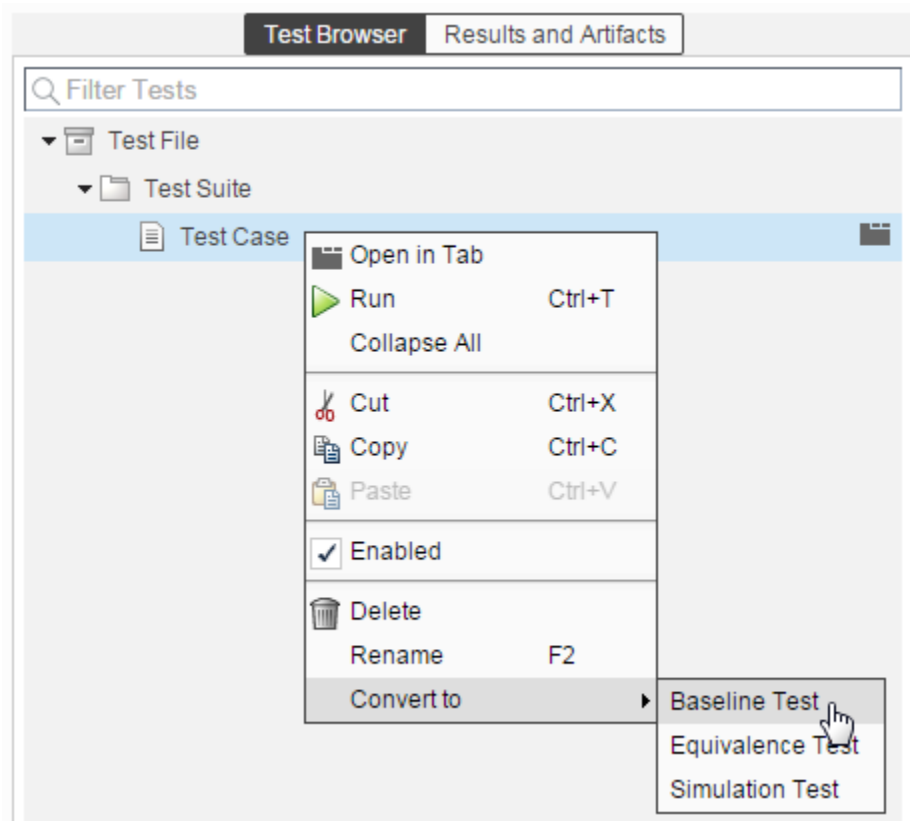 Test Browser Results and Artifacts
Filter Tests
Test File
Test Suite
Test Case
Open in Tab
Run Ctrl+T
Collapse All
Cut Ctrl+X
Copy Ctrl+C
Paste Ctrl+V
Enabled
Delete
Rename F2
Convert to
Baseline Test
Equivalence Test
Simulation Test